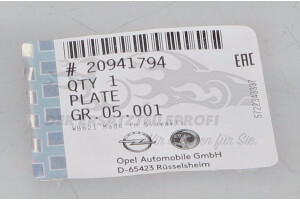 # 20941794
EAC
QTY 1
PLATE
GR.05.001
Opel Automobile GmbH
D-65423 Rüsselsheim